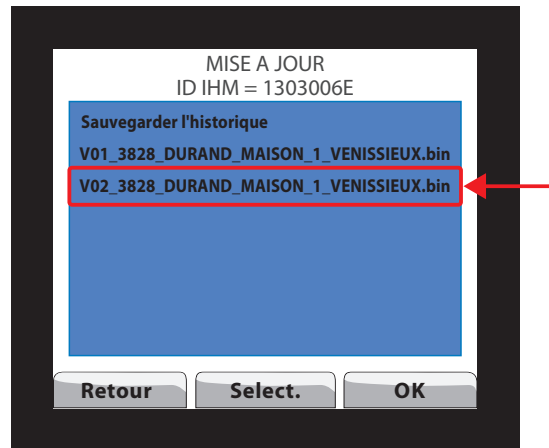 MISE A JOUR
ID IHM = 1303006E
Sauvegarder l'historique
V01_3828_DURAND_MAISON_1_VENISSIEUX.bin
V02_3828_DURAND_MAISON_1_VENISSIEUX.bin
Retour Select. OK